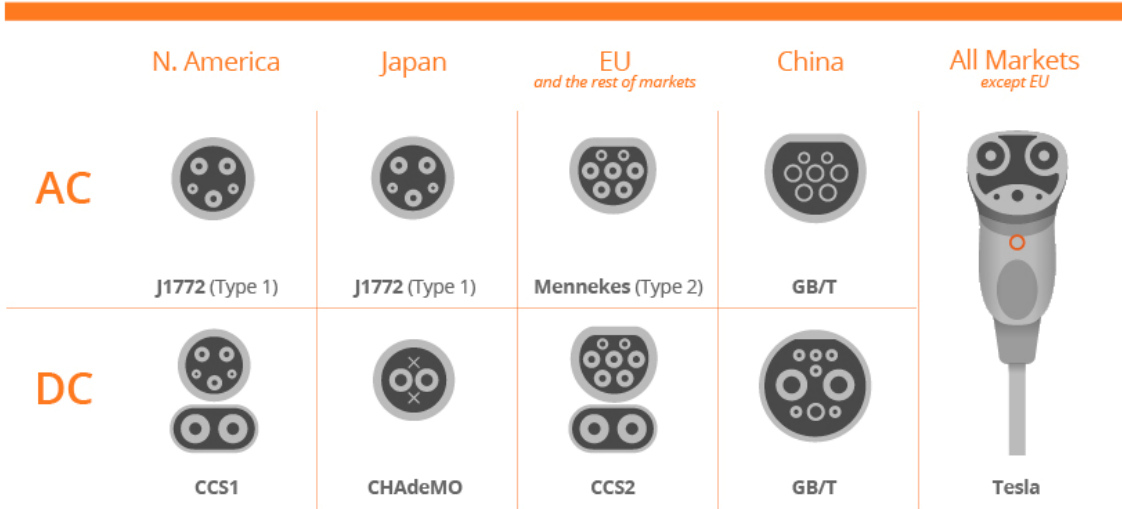 N. America
Japan
EU
and the rest of markets
China
All Markets
except EU
AC
J1772 (Type 1)
J1772 (Type 1)
Mennekes (Type 2)
GB/T
DC
CCS1
CHAdeMO
CCS2
GB/T
Tesla